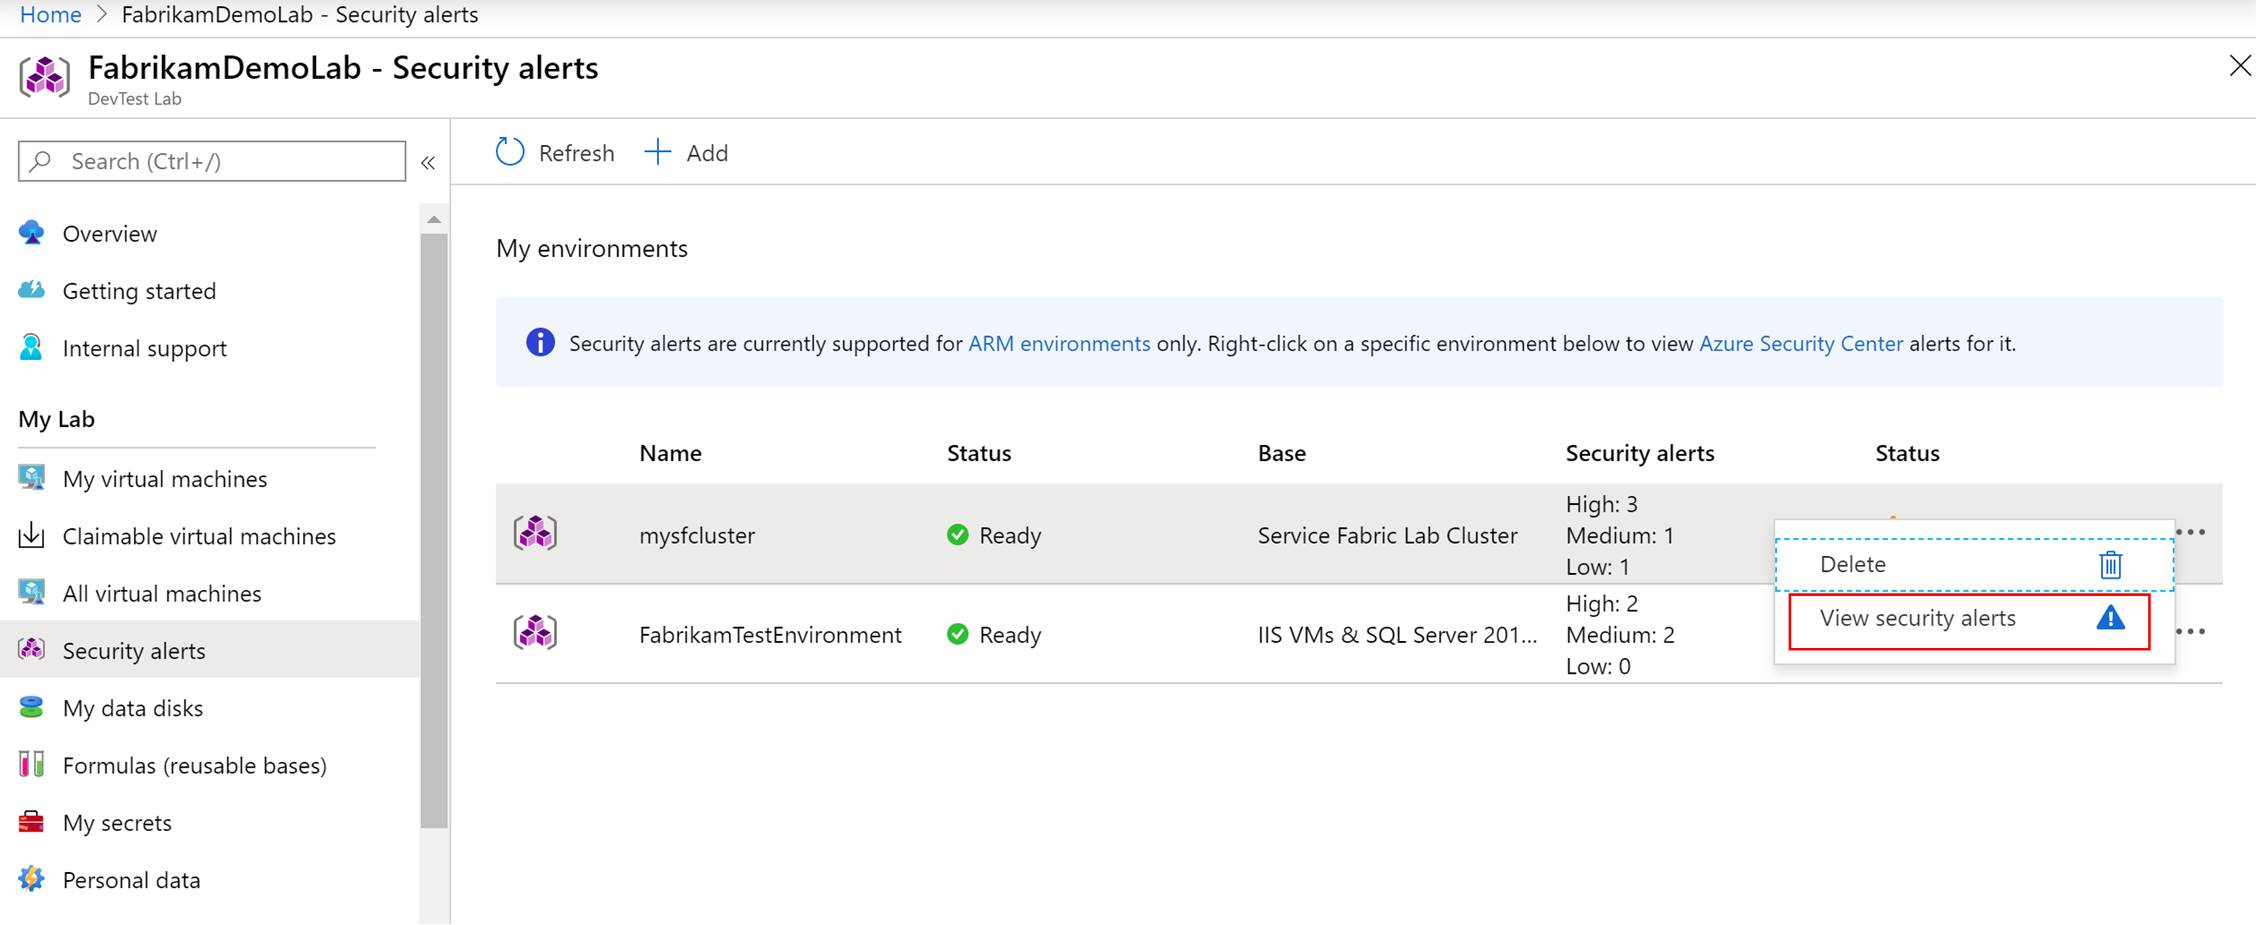 Home > FabrikamDemoLab - Security alerts
FabrikamDemoLab - Security alerts
DevTest Lab
Search (Ctrl+/)
«
Refresh
Add
Overview
Getting started
Internal support
My Lab
My virtual machines
Claimable virtual machines
All virtual machines
Security alerts
My data disks
Formulas (reusable bases)
My secrets
Personal data
My environments
Security alerts are currently supported for ARM environments only. Right-click on a specific environment below to view Azure Security Center alerts for it.
Name Status Base Security alerts Status
mysfcluster Ready Service Fabric Lab Cluster
High: 3
Medium: 1
Low: 1
FabrikamTestEnvironment Ready IIS VMs & SQL Server 201...
High: 2
Medium: 2
Low: 0
Delete
View security alerts